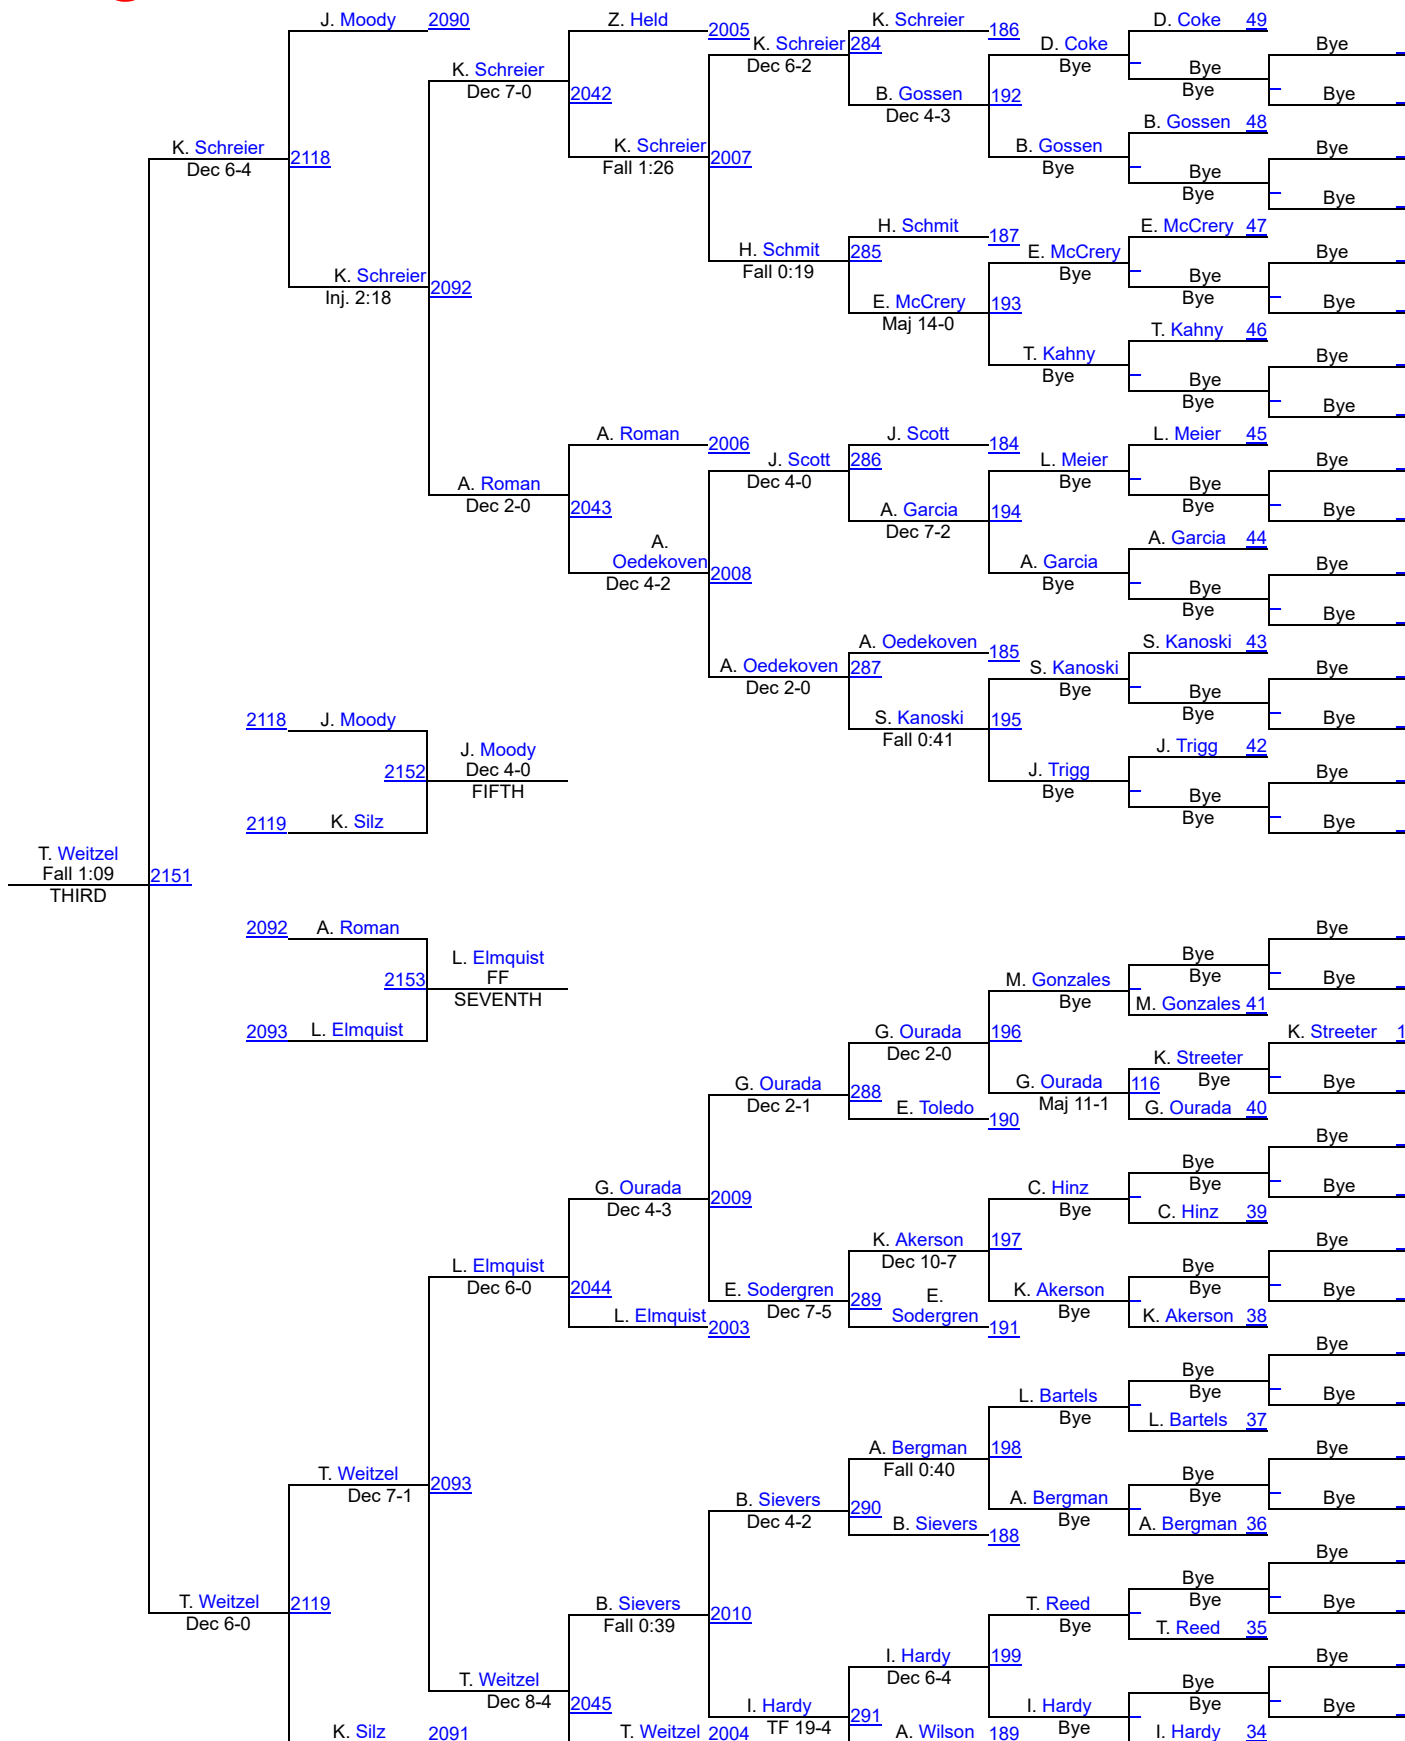 J. Moody 2090
Z. Held
2005
K. Schreier
186
D. Coke 49
K. Schreier 284
Dec 6-2
D. Coke
Bye
Bye
Bye
Bye
Bye
K. Schreier
Dec 7-0
2042
B. Gossen
Dec 4-3
192
B. Gossen 48
K. Schreier
Dec 6-4
2118
K. Schreier
Fall 1:26
2007
B. Gossen
Bye
Bye
Bye
Bye
Bye
H. Schmit
187
E. McCrery 47
H. Schmit
Fall 0:19
285
E. McCrery
Bye
Bye
Bye
Bye
Bye
K. Schreier
Inj. 2:18
2092
E. McCrery
Maj 14-0
193
T. Kahny 46
T. Kahny
Bye
Bye
Bye
Bye
Bye
A. Roman
2006
J. Scott
184
L. Meier 45
J. Scott
Dec 4-0
286
L. Meier
Bye
Bye
Bye
Bye
Bye
A. Roman
Dec 2-0
2043
A. Garcia
Dec 7-2
194
A. Garcia 44
A.
Oedekoven
Dec 4-2
2008
A. Garcia
Bye
Bye
Bye
Bye
Bye
A. Oedekoven
185
S. Kanoski 43
A. Oedekoven
Dec 2-0
287
S. Kanoski
Bye
Bye
Bye
Bye
Bye
2118 J. Moody
S. Kanoski
Fall 0:41
195
J. Trigg 42
2152
J. Moody
Dec 4-0
FIFTH
J. Trigg
Bye
Bye
Bye
Bye
Bye
2119 K. Silz
T. Weitzel
Fall 1:09
THIRD
2151
2092 A. Roman
2153
L. Elmquist
FF
SEVENTH
Bye
Bye
Bye
Bye
M. Gonzales
Bye
M. Gonzales 41
2093 L. Elmquist
G. Ourada
Dec 2-0
196
K. Streeter 1
K. Streeter
Bye
Bye
G. Ourada
Dec 2-1
288
G. Ourada
Maj 11-1
116
G. Ourada 40
E. Toledo
190
Bye
Bye
Bye
Bye
G. Ourada
Dec 4-3
2009
C. Hinz
Bye
C. Hinz 39
K. Akerson
Dec 10-7
197
Bye
Bye
Bye
Bye
L. Elmquist
Dec 6-0
2044
E. Sodergren
Dec 7-5
289
K. Akerson
Bye
K. Akerson 38
L. Elmquist
2003
E.
Sodergren
191
Bye
Bye
Bye
Bye
L. Bartels
Bye
L. Bartels 37
T. Weitzel
Dec 7-1
2093
A. Bergman
Fall 0:40
198
Bye
Bye
Bye
Bye
B. Sievers
Dec 4-2
290
A. Bergman
Bye
A. Bergman 36
B. Sievers
188
Bye
Bye
Bye
Bye
T. Weitzel
Dec 6-0
2119
B. Sievers
Fall 0:39
2010
T. Reed
Bye
T. Reed 35
I. Hardy
Dec 6-4
199
Bye
Bye
Bye
Bye
T. Weitzel
Dec 8-4
2045
I. Hardy
TF 19-4
291
I. Hardy
Bye
I. Hardy 34
K. Silz 2091
T. Weitzel 2004
A. Wilson 189